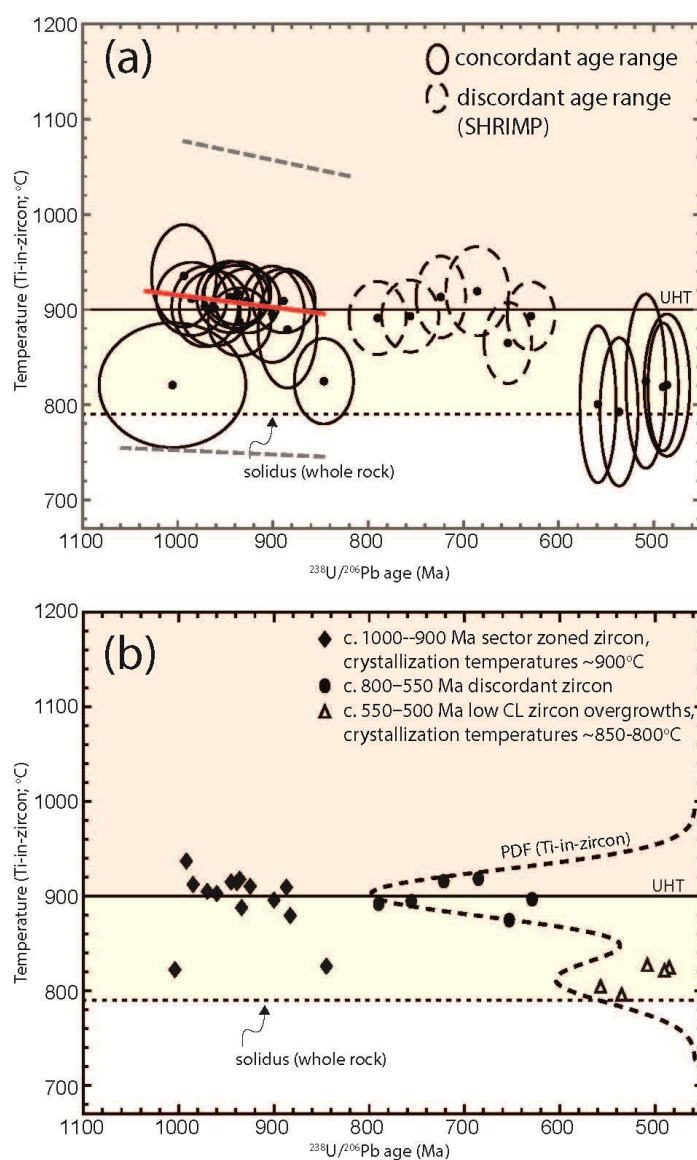 (a)
concordant age range
discordant age range
(SHRIMP)
1200
1100
1000
900
800
700
Temperature (Ti-in-zircon; °C)
UHT
solidus (whole rock)
1100 1000 900 800 700 600 500
²³⁸U/²⁰⁶Pb age (Ma)
(b)
c. 1000--900 Ma sector zoned zircon,
crystallization temperatures ~900°C
c. 800–550 Ma discordant zircon
c. 550–500 Ma low CL zircon overgrowths,
crystallization temperatures ~850-800°C
1200
1100
1000
900
800
700
Temperature (Ti-in-zircon; °C)
PDF (Ti-in-zircon)
UHT
solidus (whole rock)
1100 1000 900 800 700 600 500
²³⁸U/²⁰⁶Pb age (Ma)